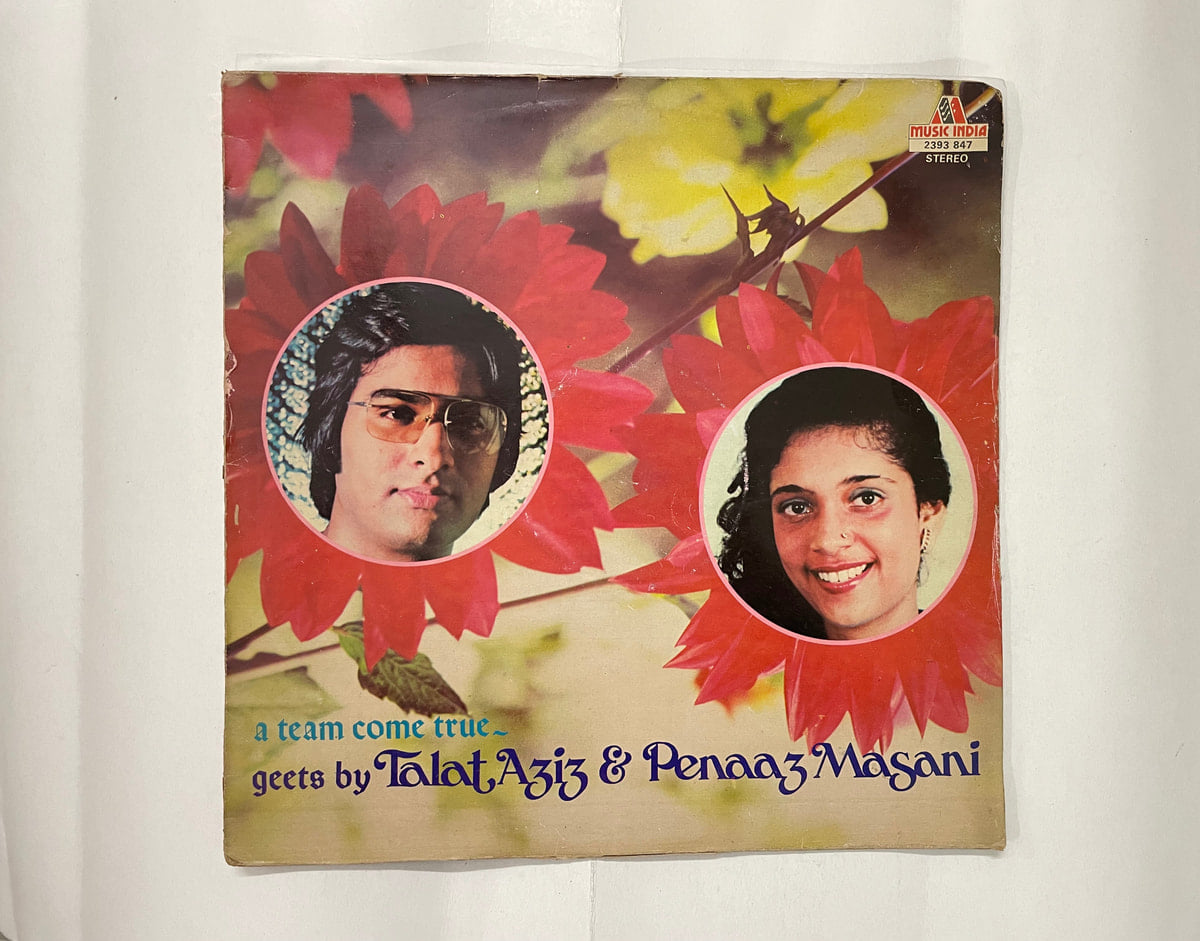 MUSIC INDIA
2393 847
STEREO
a team come true~
geets by Talat Aziz & Penaaz Masani